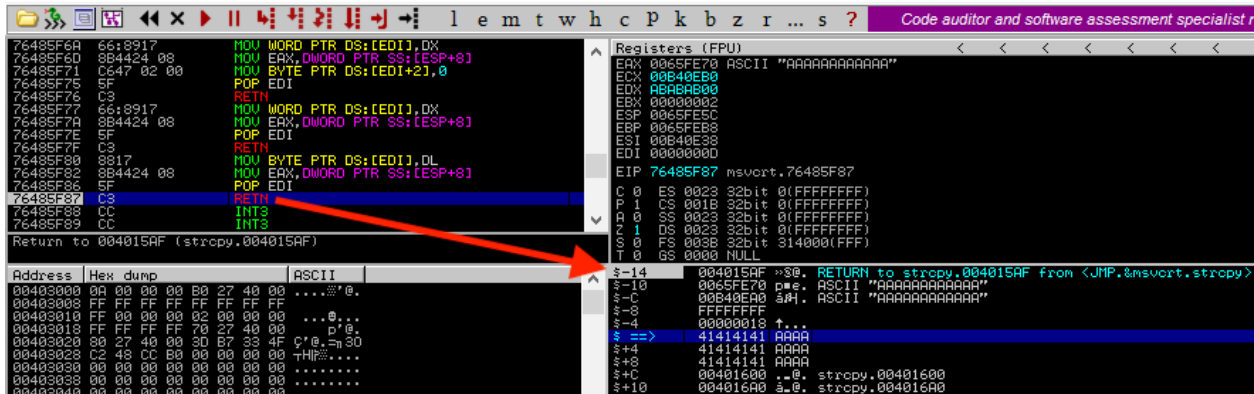 l e m t w h c P k b z r ... s ?
Code auditor and software assessment specialist
76485F6A 66:8917 MOV WORD PTR DS:[EDI],DX
76485F6D 8B4424 08 MOV EAX,DWORD PTR SS:[ESP+8]
76485F71 C647 02 00 MOV BYTE PTR DS:[EDI+2],0
76485F75 5F POP EDI
76485F76 C3 RETN
76485F77 66:8917 MOV WORD PTR DS:[EDI],DX
76485F7A 8B4424 08 MOV EAX,DWORD PTR SS:[ESP+8]
76485F7E 5F POP EDI
76485F7F C3 RETN
76485F80 8817 MOV BYTE PTR DS:[EDI],DL
76485F82 8B4424 08 MOV EAX,DWORD PTR SS:[ESP+8]
76485F86 5F POP EDI
76485F87 C3 RETN
76485F88 CC INT3
76485F89 CC INT3
Return to 004015AF (strcpy.004015AF)
Registers (FPU) < < < < < <
EAX 0065FE70 ASCII "AAAAAAAAAAAA"
ECX 00B40EB0
EDX ABABAB00
EBX 00000002
ESP 0065FE5C
EBP 0065FEB8
ESI 00B40E38
EDI 0000000D
EIP 76485F87 msvcrt.76485F87
C 0 ES 0023 32bit 0(FFFFFFFF)
P 1 CS 001B 32bit 0(FFFFFFFF)
A 0 SS 0023 32bit 0(FFFFFFFF)
Z 1 DS 0023 32bit 0(FFFFFFFF)
S 0 FS 003B 32bit 314000(FFF)
T 0 GS 0000 NULL
Address Hex dump ASCII
00403000 0A 00 00 00 B0 27 40 00
00403008 FF FF FF FF FF FF FF FF
00403010 FF 00 00 00 02 00 00 00
00403018 FF FF FF FF 70 27 40 00
00403020 80 27 40 00 3D B7 33 4F
00403028 C2 48 CC B0 00 00 00 00
00403030 00 00 00 00 00 00 00 00 ........
00403038 00 00 00 00 00 00 00 00 ........
00403040 00 00 00 00 00 00 00 00
$-14 004015AF RETURN to strcpy.004015AF from <JMP.&msvcrt.strcpy>
$-10 0065FE70 ASCII "AAAAAAAAAAAA"
$-C 00B40EA0 ASCII "AAAAAAAAAAAA"
$-8 FFFFFFFF
$-4 00000018 ↑...
$ ==> 41414141 AAAA
$+4 41414141 AAAA
$+8 41414141 AAAA
$+C 00401600 strcpy.00401600
$+10 004016A0 strcpy.004016A0